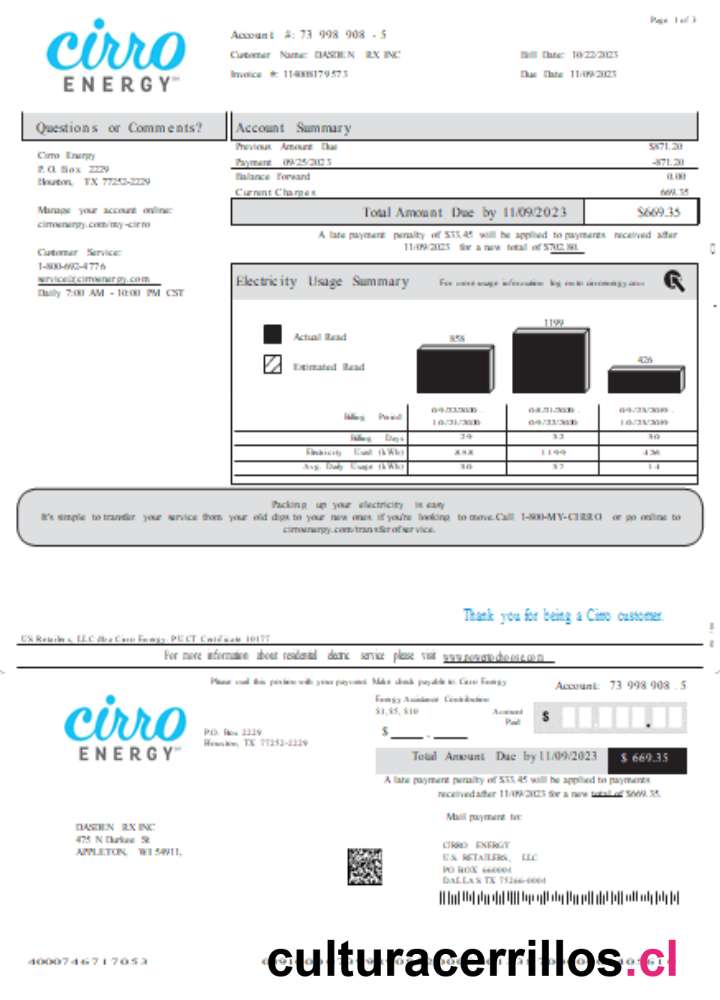 Page 1 of 3
cirro
ENERGY
Account #: 73 998 908 - 5
Customer Name: DASDEN RX INC
Bill Date: 10/22/2023
Invoice #: 114008179573
Due Date 11/09/2023
Questions or Comments?
Account Summary
Cirro Energy
P. O. Box 2229
Houston, TX 77252-2229
Manage your account online:
cirroenergy.com/my-cirro
Customer Service:
1-800-692-4776
service@cirroenergy.com
Daily 7:00 AM - 10:00 PM CST
Previous Amount Due $871.20
Payment 09/25/2023 -871.20
Balance Forward 0.00
Current Charges 669.35
Total Amount Due by 11/09/2023 $669.35
A late payment penalty of $33.45 will be applied to payments received after
11/09/2023 for a new total of $702.80.
Electricity Usage Summary
For more usage information log on to cirroenergy.com
Actual Read
Estimated Read
858
1199
426
Billing Period
09/22/2020 -
10/21/2020
08/21/2020 -
09/22/2020
09/23/2019 -
10/23/2019
Billing Days 29 32 30
Electricity Used (kWh) 858 1199 426
Avg. Daily Usage (kWh) 30 37 14
Packing up your electricity is easy
It's simple to transfer your service from your old digs to your new ones if you're looking to move.Call 1-800-MY-CIRRO or go online to
cirroenergy.com/transferofservice.
Thank you for being a Cirro customer.
US Retailers, LLC dba Cirro Energy PUCT Certificate 10177
For more information about residential electric service please visit www.powertochoose.com
Please mail this portion with your payment. Make check payable to: Cirro Energy
Account: 73 998 908 . 5
cirro
ENERGY
P.O. Box 2229
Houston, TX 77252-2229
Energy Assistance Contribution
$1, $5, $10
$ .
Amount
Paid
$ .
Total Amount Due by 11/09/2023 $ 669.35
A late payment penalty of $33.45 will be applied to payments
received after 11/09/2023 for a new total of $669.35.
Mail payment to:
DASDEN RX INC
475 N Durkee St
APPLETON, WI 54911,
CIRRO ENERGY
U.S. RETAILERS, LLC
PO BOX 660004
DALLAS TX 75266-0004
4000746717053
culturacerrillos.cl